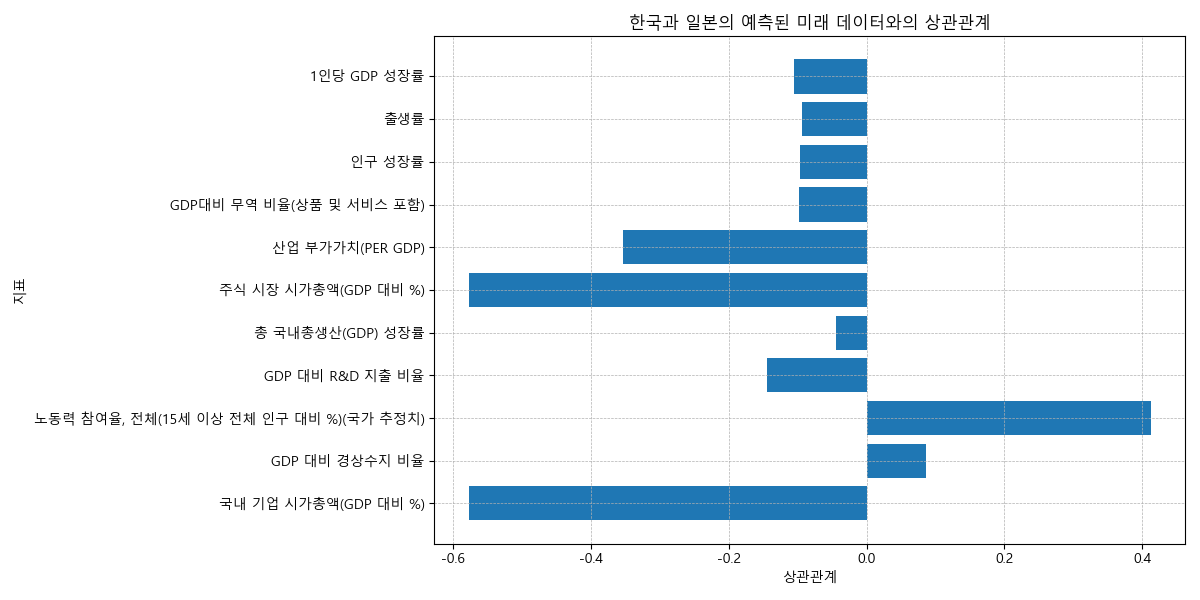 한국과 일본의 예측된 미래 데이터와의 상관관계
1인당 GDP 성장률
출생률
인구 성장률
GDP대비 무역 비율(상품 및 서비스 포함)
산업 부가가치(PER GDP)
주식 시장 시가총액(GDP 대비 %)
총 국내총생산(GDP) 성장률
GDP 대비 R&D 지출 비율
노동력 참여율, 전체(15세 이상 전체 인구 대비 %)(국가 추정치)
GDP 대비 경상수지 비율
국내 기업 시가총액(GDP 대비 %)
지표
-0.6 -0.4 -0.2 0.0 0.2 0.4
상관관계